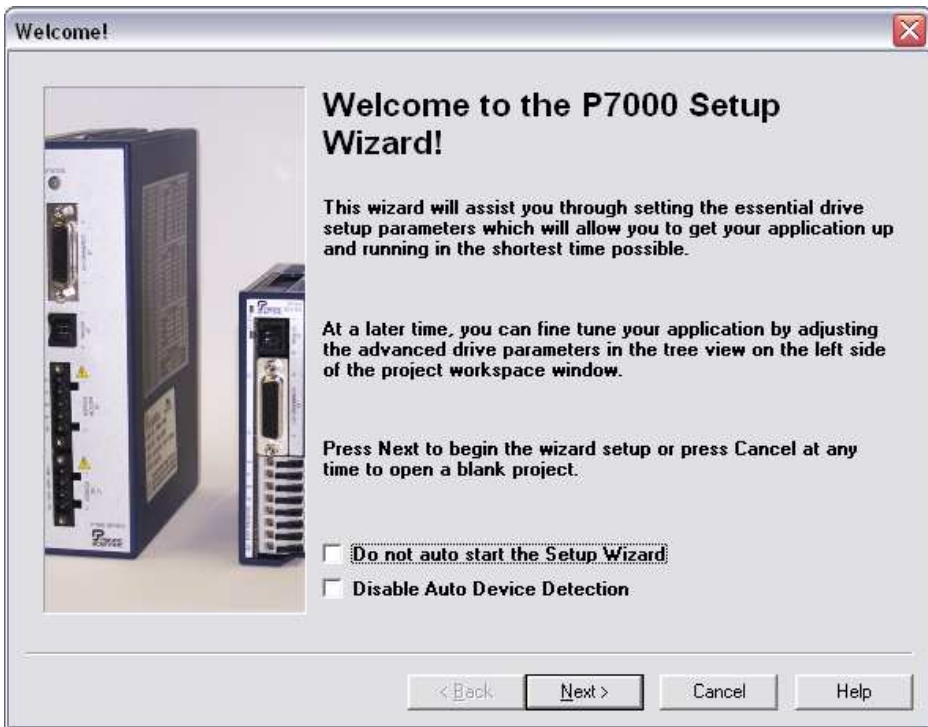 Welcome!
Welcome to the P7000 Setup
Wizard!
This wizard will assist you through setting the essential drive
setup parameters which will allow you to get your application up
and running in the shortest time possible.
At a later time, you can fine tune your application by adjusting
the advanced drive parameters in the tree view on the left side
of the project workspace window.
Press Next to begin the wizard setup or press Cancel at any
time to open a blank project.
Do not auto start the Setup Wizard
Disable Auto Device Detection
< Back
Next >
Cancel
Help